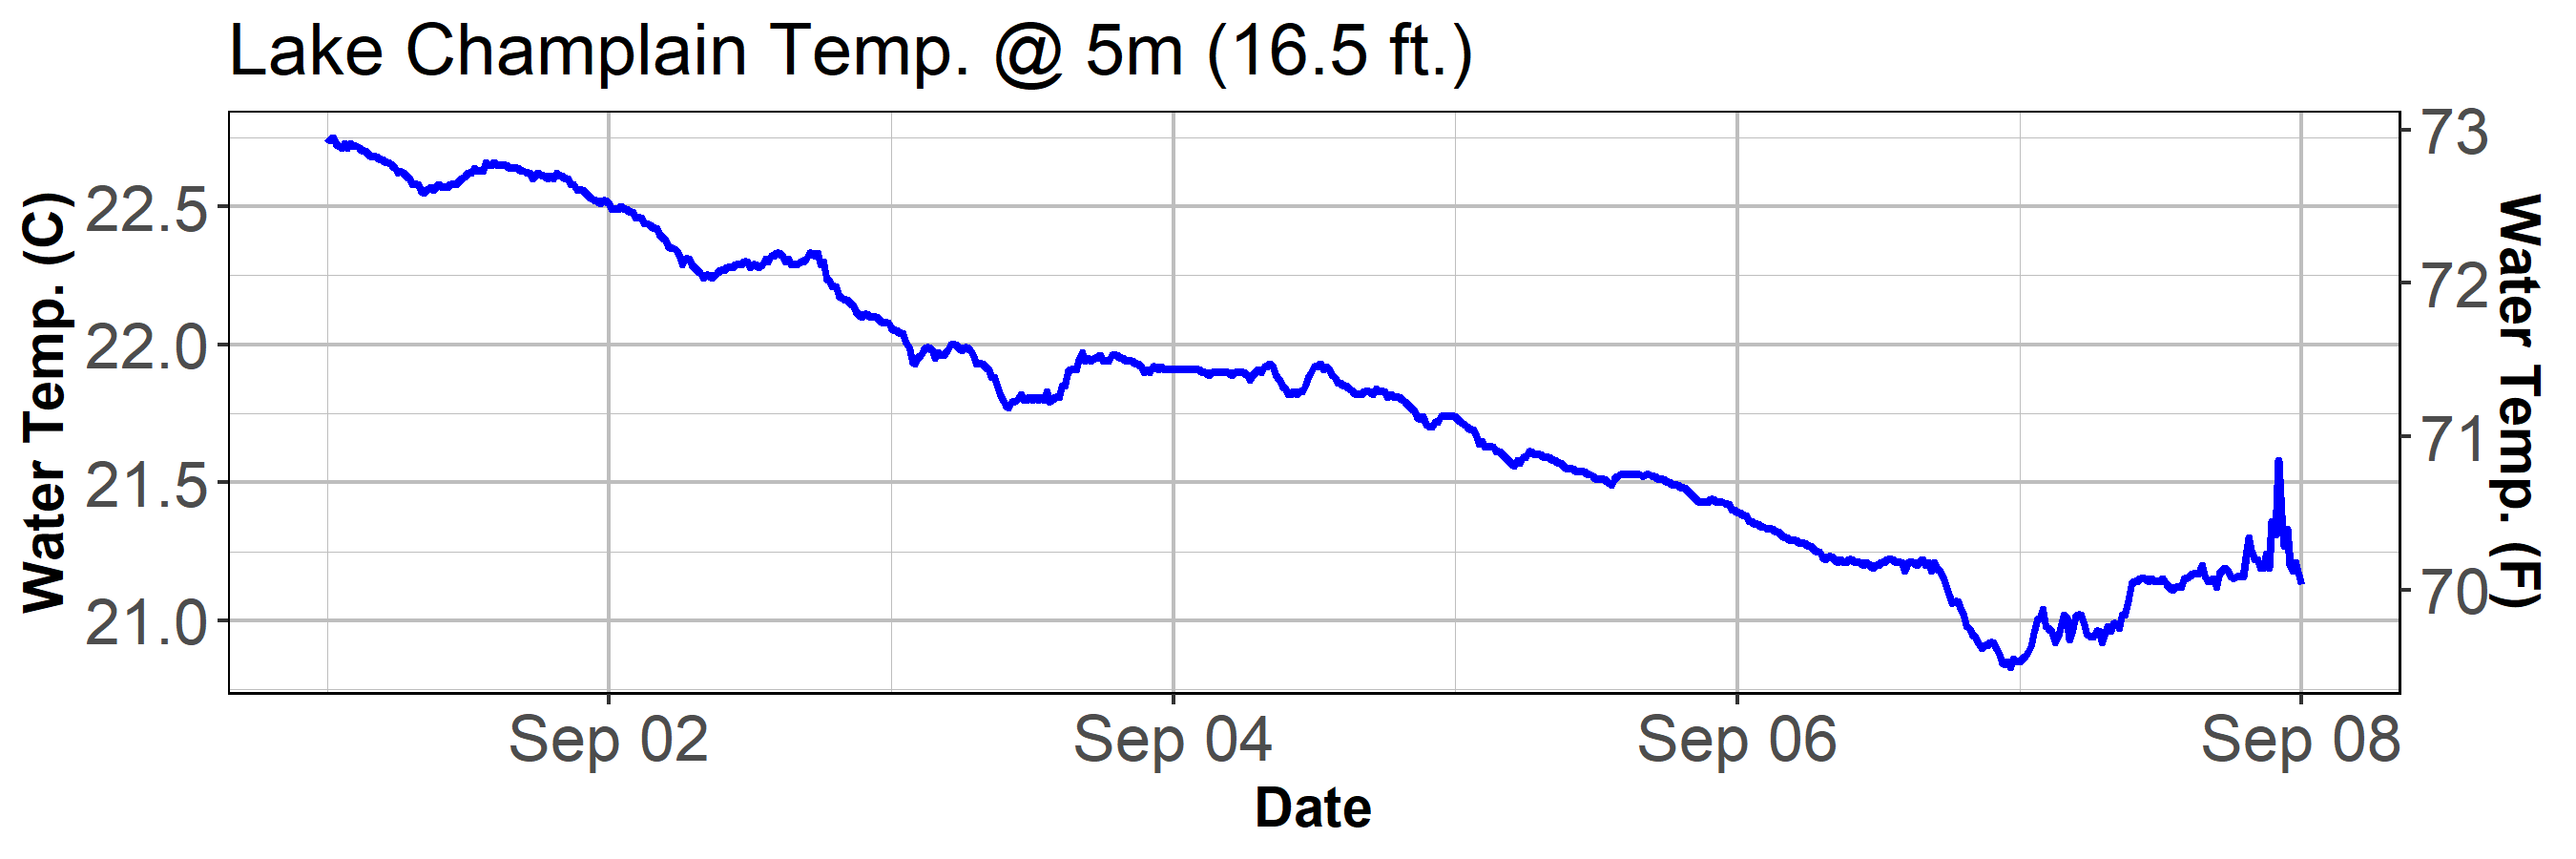 Lake Champlain Temp. @ 5m (16.5 ft.)
Water Temp. (C)
22.5
22.0
21.5
21.0
73
72
71
70
Water Temp. (F)
Sep 02
Sep 04
Sep 06
Sep 08
Date